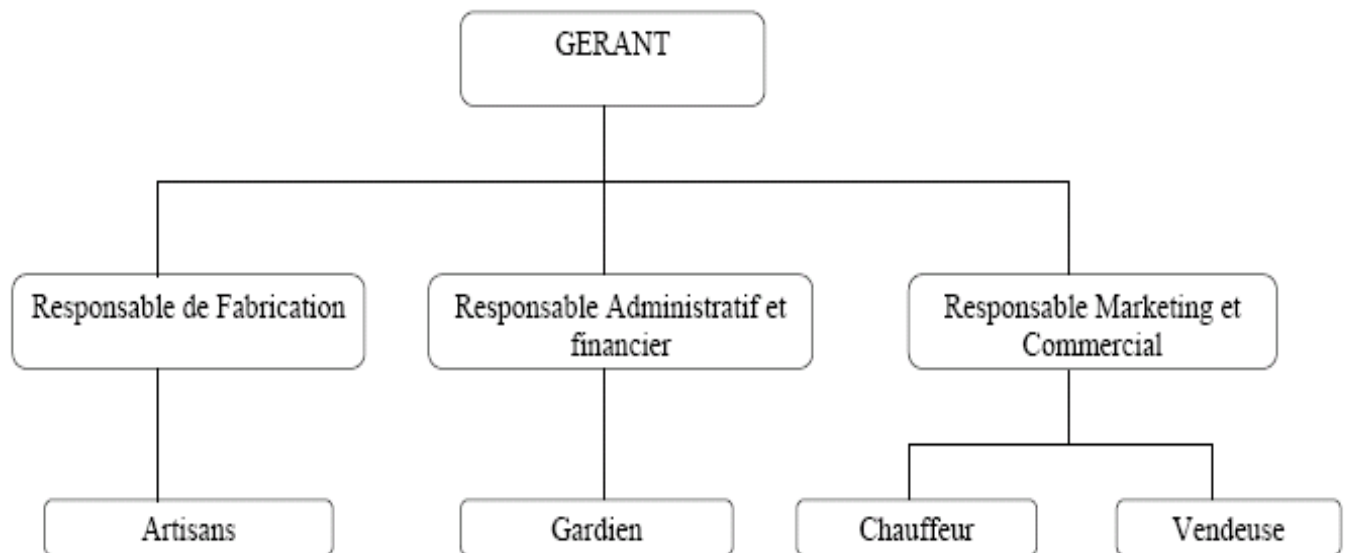 GERANT
Responsable de Fabrication
Responsable Administratif et
financier
Responsable Marketing et
Commercial
Artisans
Gardien
Chauffeur
Vendeuse